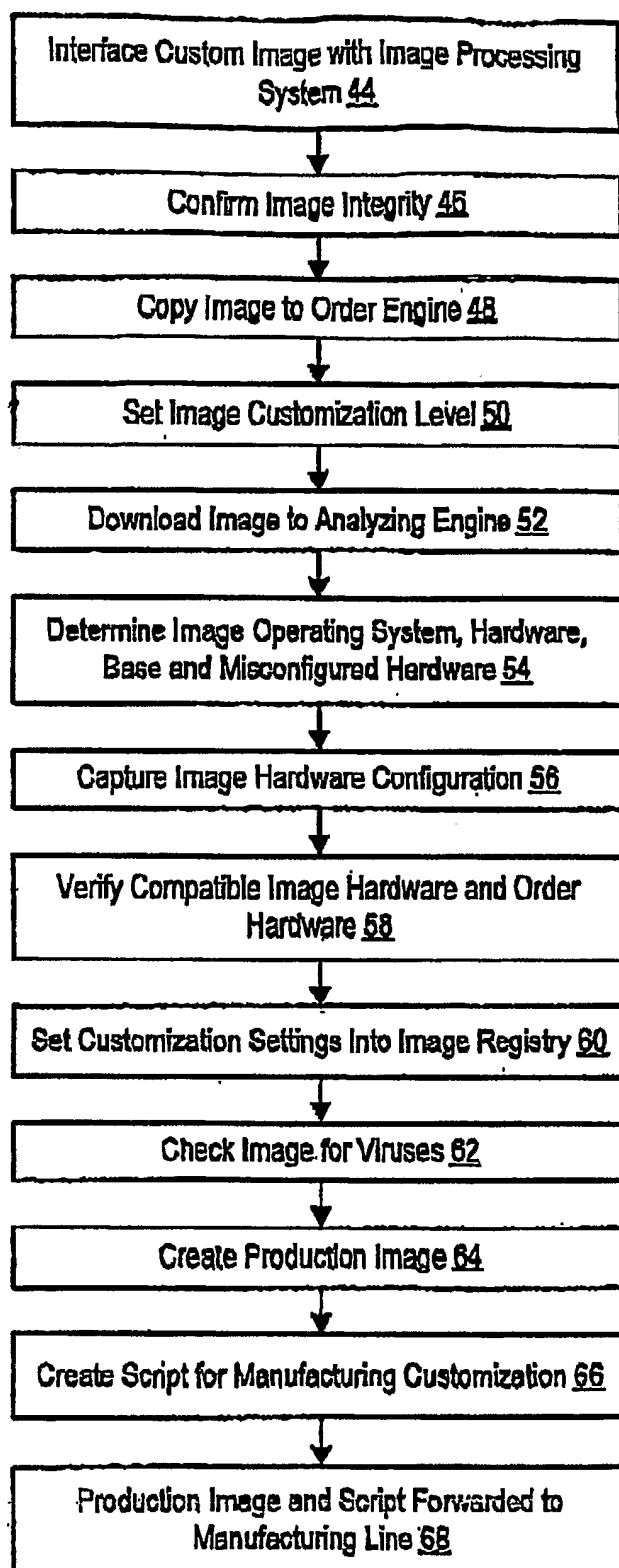 Interface Custom Image with Image Processing
System 44
Confirm Image Integrity 46
Copy Image to Order Engine 48
Set Image Customization Level 50
Download Image to Analyzing Engine 52
Determine Image Operating System, Hardware,
Base and Misconfigured Hardware 54
Capture Image Hardware Configuration 56
Verify Compatible Image Hardware and Order
Hardware 58
Set Customization Settings Into Image Registry 60
Check Image for Viruses 62
Create Production Image 64
Create Script for Manufacturing Customization 66
Production Image and Script Forwarded to
Manufacturing Line 68